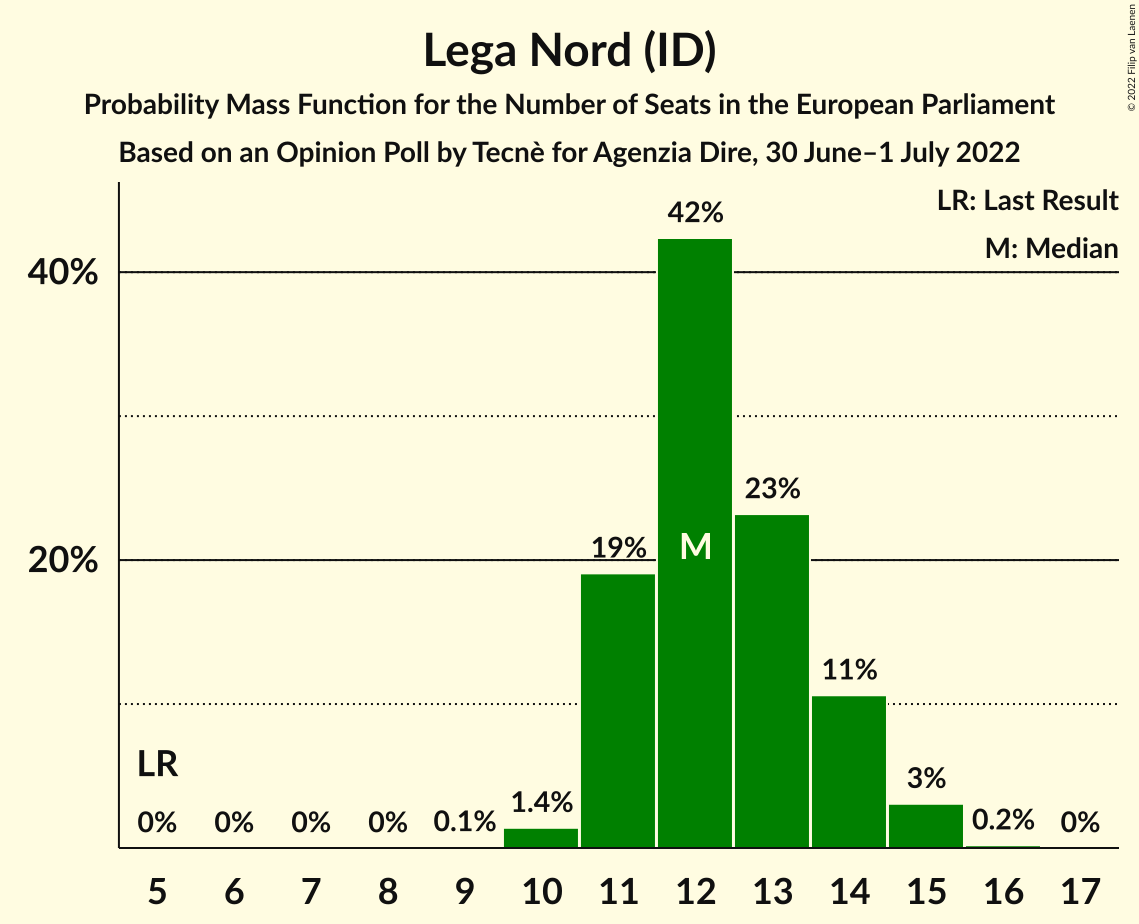 Lega Nord (ID)
Probability Mass Function for the Number of Seats in the European Parliament
Based on an Opinion Poll by Tecnè for Agenzia Dire, 30 June–1 July 2022
© 2022 Filip van Laenen
LR: Last Result
M: Median
42%
40%
23%
19%
M
20%
11%
LR
3%
1.4%
0% 0% 0% 0% 0.1% 0.2% 0%
5 6 7 8 9 10 11 12 13 14 15 16 17